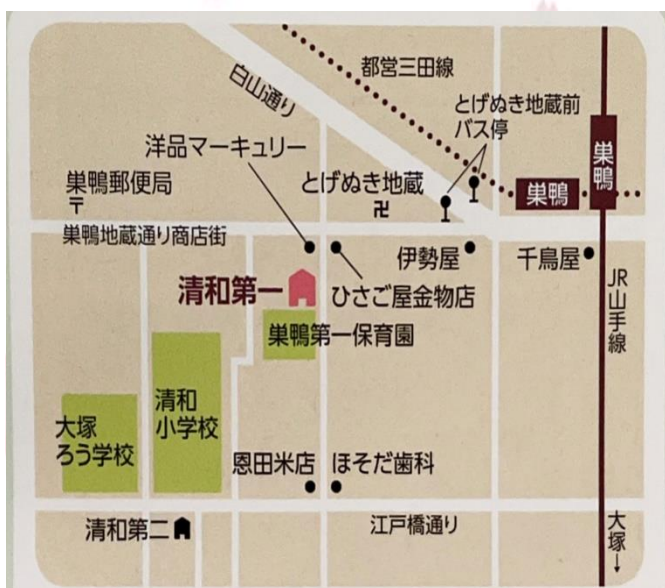 都営三田線
白山通り
とげぬき地蔵前
バス停
洋品マーキュリー
巣鴨
巣鴨郵便局
〒
とげぬき地蔵
卍
巣鴨
巣鴨地蔵通り商店街
伊勢屋
千鳥屋
清和第一
ひさご屋金物店
JR山手線
巣鴨第一保育園
清和
小学校
大塚
ろう学校
恩田米店
ほそだ歯科
清和第二
江戸橋通り
大塚→